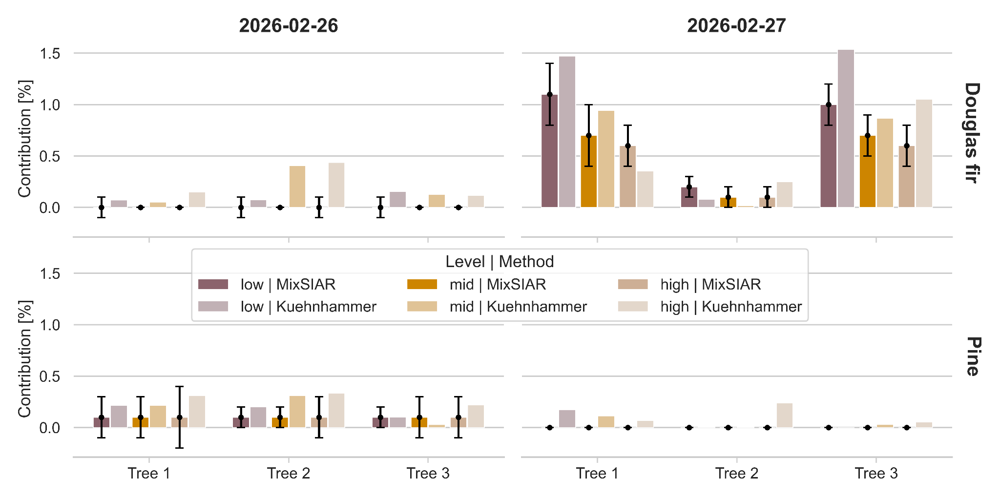 2026-02-26
2026-02-27
Contribution [%]
1.5
1.0
0.5
0.0
Douglas fir
Level | Method
low | MixSIAR
mid | MixSIAR
high | MixSIAR
low | Kuehnhammer
mid | Kuehnhammer
high | Kuehnhammer
Contribution [%]
1.5
1.0
0.5
0.0
Pine
Tree 1
Tree 2
Tree 3
Tree 1
Tree 2
Tree 3